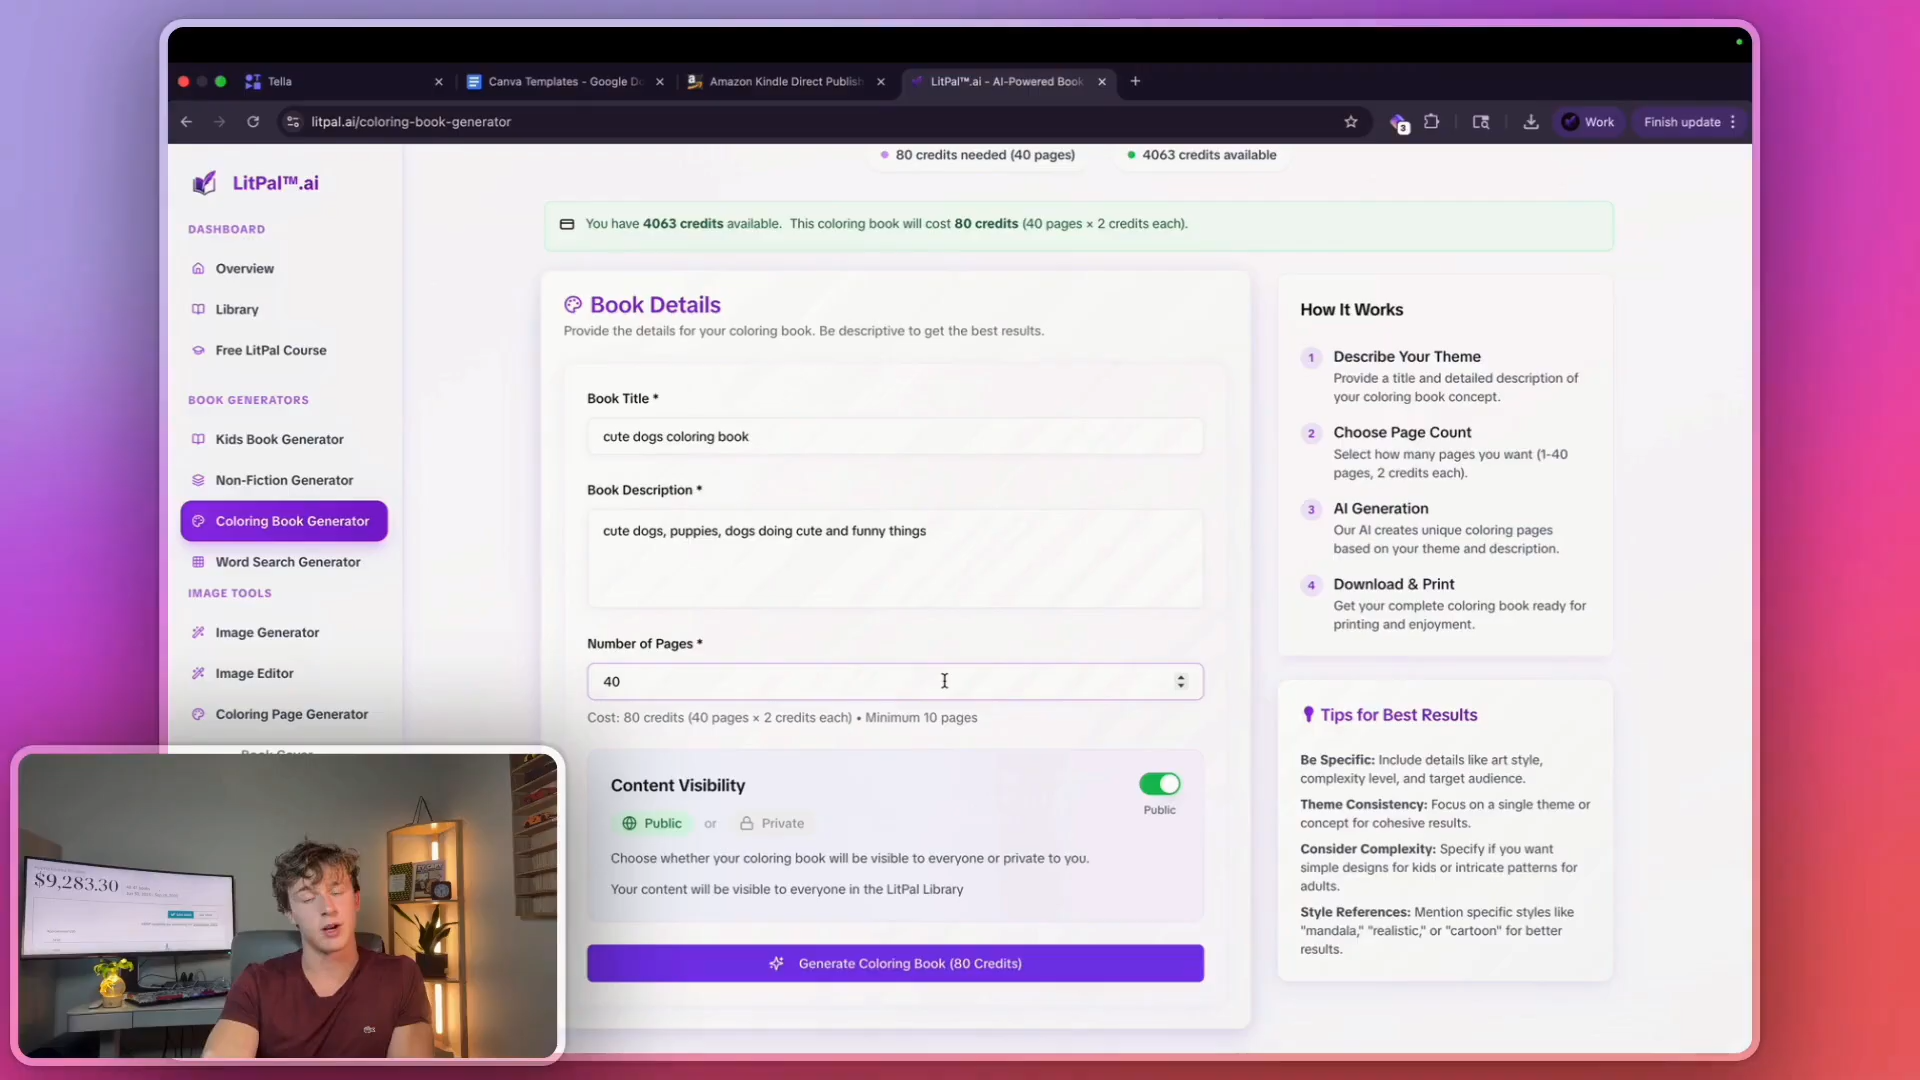 Tella
Canva Templates - Google Do
Amazon Kindle Direct Publish
LitPal™.ai - AI-Powered Book
litpal.ai/coloring-book-generator
3
Work
Finish update
LitPal™.ai
DASHBOARD
Overview
Library
Free LitPal Course
BOOK GENERATORS
Kids Book Generator
Non-Fiction Generator
Coloring Book Generator
Word Search Generator
IMAGE TOOLS
Image Generator
Image Editor
Coloring Page Generator
Book Cover
80 credits needed (40 pages)
4063 credits available
You have 4063 credits available. This coloring book will cost 80 credits (40 pages × 2 credits each).
Book Details
Provide the details for your coloring book. Be descriptive to get the best results.
Book Title *
cute dogs coloring book
Book Description *
cute dogs, puppies, dogs doing cute and funny things
Number of Pages *
40
Cost: 80 credits (40 pages × 2 credits each) • Minimum 10 pages
Content Visibility
Public
Public or Private
Choose whether your coloring book will be visible to everyone or private to you.
Your content will be visible to everyone in the LitPal Library
Generate Coloring Book (80 Credits)
How It Works
1 Describe Your Theme
Provide a title and detailed description of
your coloring book concept.
2 Choose Page Count
Select how many pages you want (1-40
pages, 2 credits each).
3 AI Generation
Our AI creates unique coloring pages
based on your theme and description.
4 Download & Print
Get your complete coloring book ready for
printing and enjoyment.
Tips for Best Results
Be Specific: Include details like art style,
complexity level, and target audience.
Theme Consistency: Focus on a single theme or
concept for cohesive results.
Consider Complexity: Specify if you want
simple designs for kids or intricate patterns for
adults.
Style References: Mention specific styles like
"mandala," "realistic," or "cartoon" for better
results.
$9,283.30